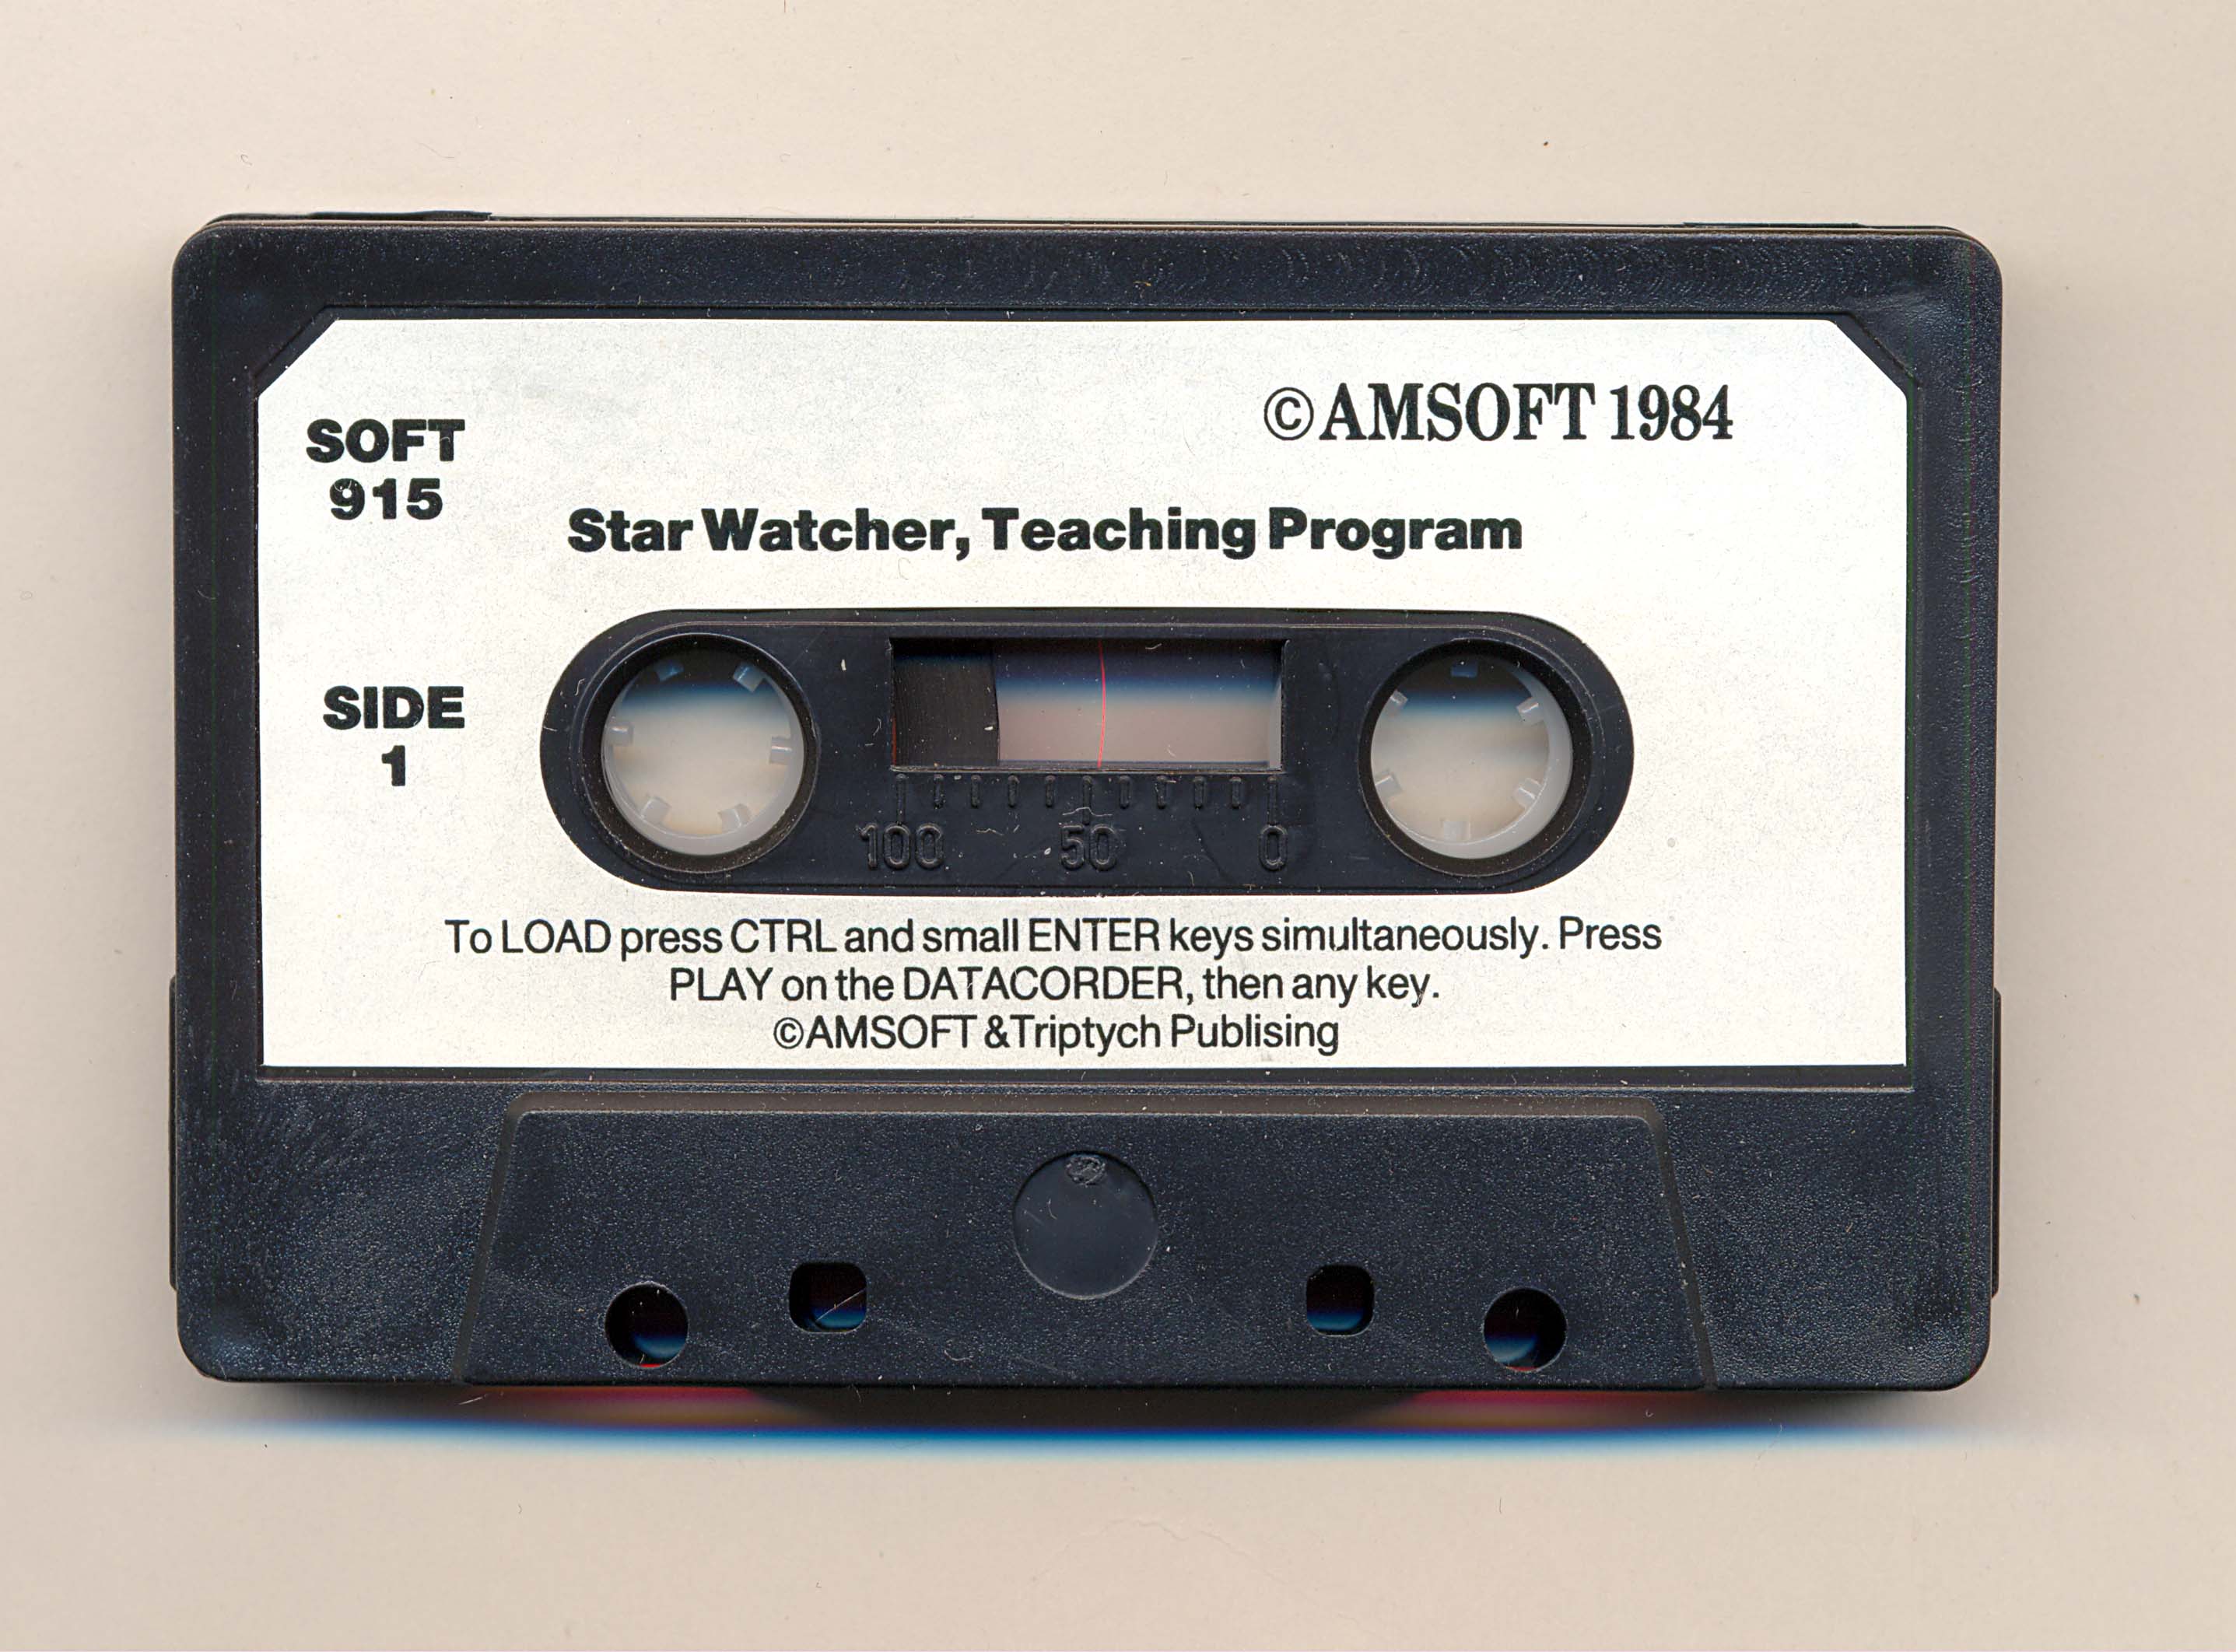 ©AMSOFT 1984
SOFT
915
Star Watcher, Teaching Program
SIDE
1
100 50 0
To LOAD press CTRL and small ENTER keys simultaneously. Press
PLAY on the DATACORDER, then any key.
©AMSOFT &Triptych Publising